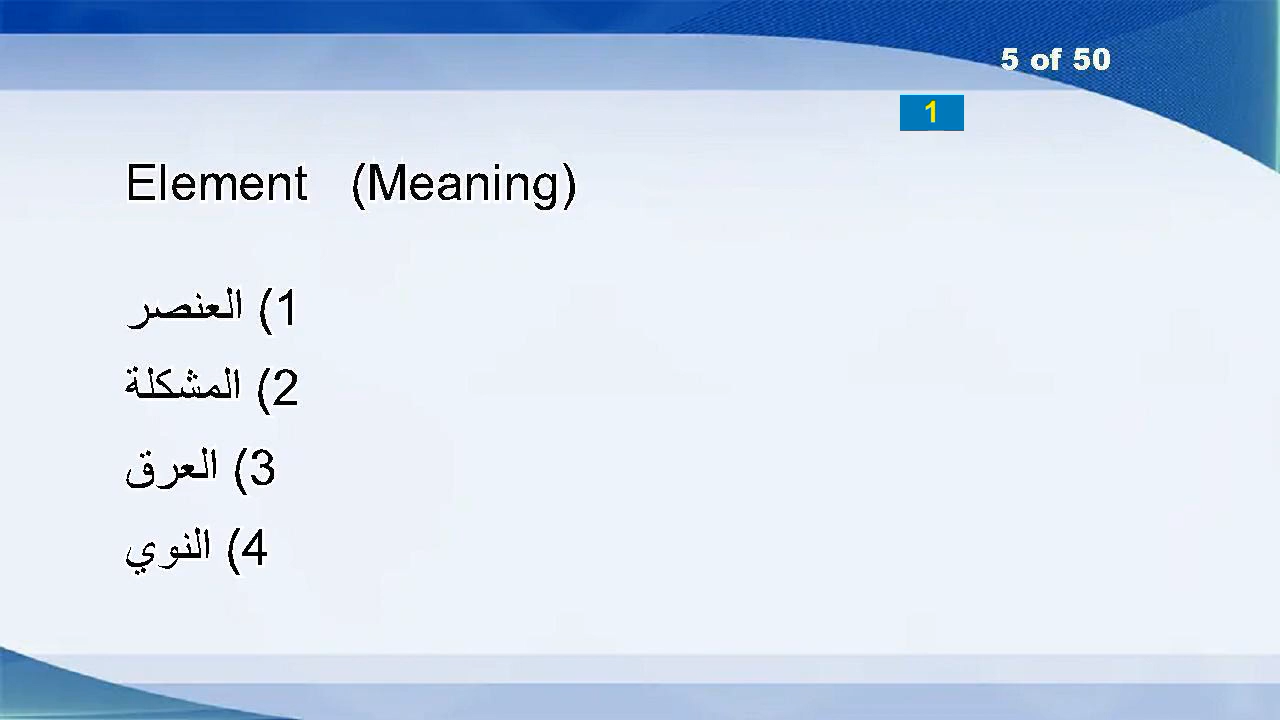 5 of 50
1
Element (Meaning)
1) العنصر
2) المشكلة
3) العرق
4) النوي